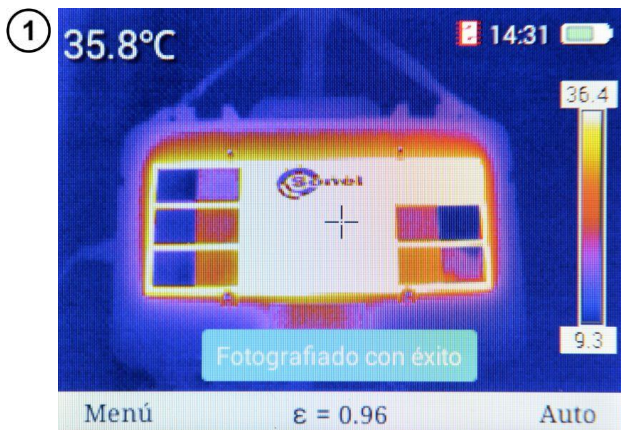 1
35.8°C
14:31
36.4
Sonel
9.3
Fotografiado con éxito
Menú ε = 0.96 Auto